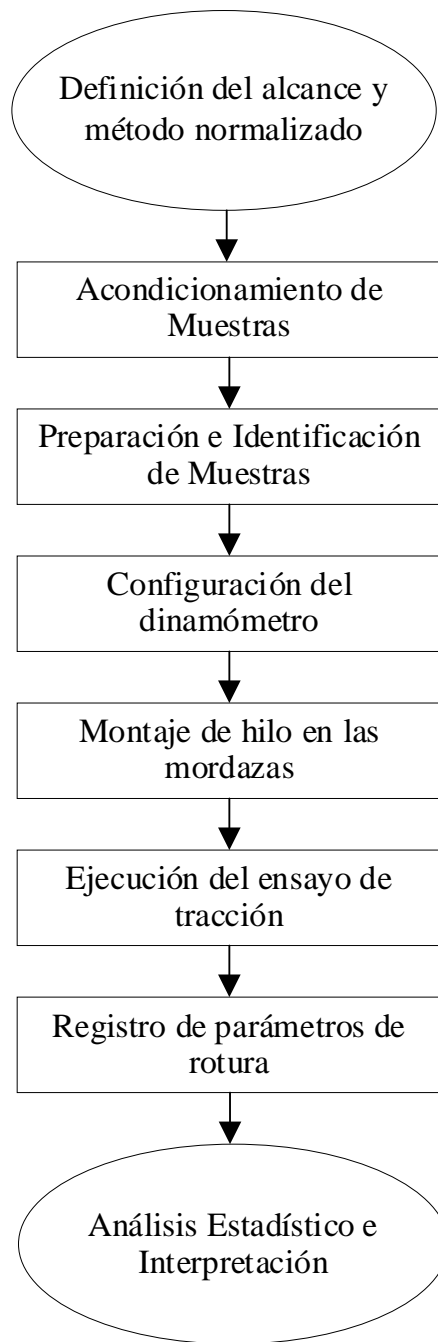 Definición del alcance y
método normalizado
Acondicionamiento de
Muestras
Preparación e Identificación
de Muestras
Configuración del
dinamómetro
Montaje de hilo en las
mordazas
Ejecución del ensayo de
tracción
Registro de parámetros de
rotura
Análisis Estadístico e
Interpretación